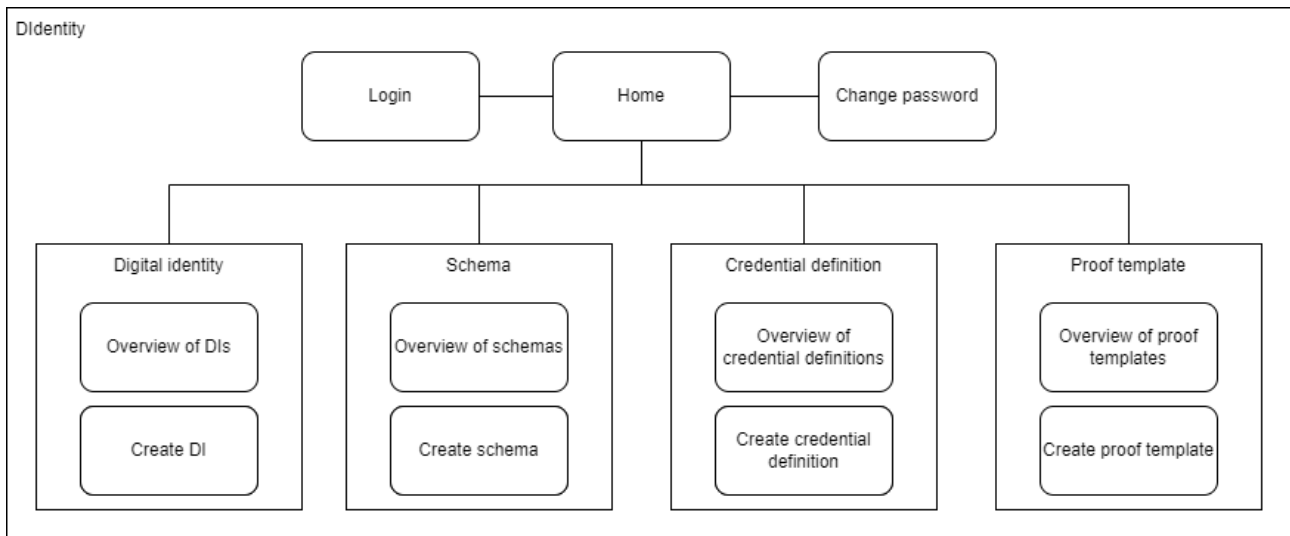 DIdentity
Login
Home
Change password
Digital identity
Schema
Credential definition
Proof template
Overview of DIs
Overview of schemas
Overview of
credential definitions
Overview of proof
templates
Create DI
Create schema
Create credential
definition
Create proof template